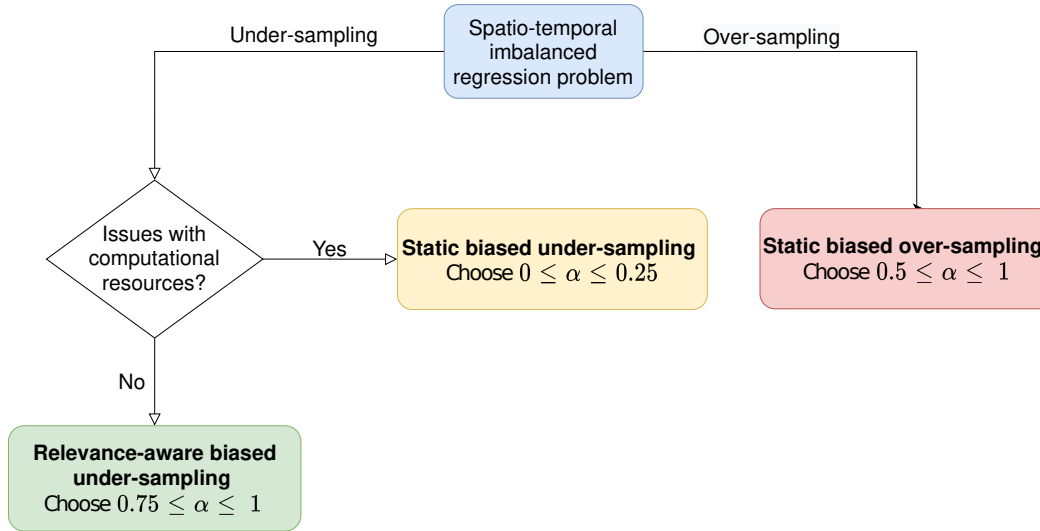 Under-sampling
Spatio-temporal
imbalanced
regression problem
Over-sampling
Issues with
computational
resources?
Yes
Static biased under-sampling
Choose 0 ≤ α ≤ 0.25
Static biased over-sampling
Choose 0.5 ≤ α ≤ 1
No
Relevance-aware biased
under-sampling
Choose 0.75 ≤ α ≤ 1